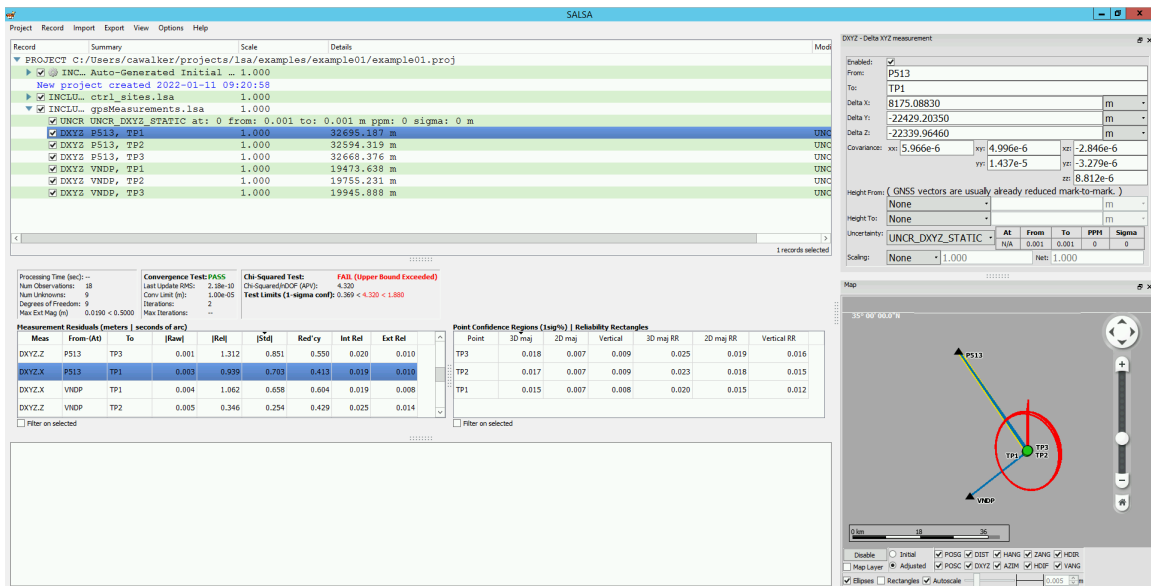 SALSA
Project Record Import Export View Options Help
Record Summary Scale Details Modi
PROJECT C:/Users/cawalker/projects/lsa/examples/example01/example01.proj
INC… Auto-Generated Initial … 1.000
New project created 2022-01-11 09:20:58
INCLU… ctrl_sites.lsa 1.000
INCLU… gpsMeasurements.lsa 1.000
UNCR UNCR_DXYZ_STATIC at: 0 from: 0.001 to: 0.001 m ppm: 0 sigma: 0 m
DXYZ P513, TP1 1.000 32695.187 m UNC
DXYZ P513, TP2 1.000 32594.319 m UNC
DXYZ P513, TP3 1.000 32668.376 m UNC
DXYZ VNDP, TP1 1.000 19473.638 m UNC
DXYZ VNDP, TP2 1.000 19755.231 m UNC
DXYZ VNDP, TP3 1.000 19945.888 m UNC
1 records selected
Processing Time (sec): --
Num Observations: 18
Num Unknowns: 9
Degrees of Freedom: 9
Max Ext Mag (m) 0.0190 < 0.5000
Convergence Test: PASS
Last Update RMS: 2.18e-10
Conv Limit (m): 1.00e-05
Iterations: 2
Max Iterations: --
Chi-Squared Test: FAIL (Upper Bound Exceeded)
Chi-Squared/nDOF (APV): 4.320
Test Limits (1-sigma conf): 0.369 < 4.320 < 1.880
Measurement Residuals (meters | seconds of arc)
Meas From-(At) To |Raw| |Rel| |Std| Red'cy Int Rel Ext Rel
DXYZ.Z P513 TP3 0.001 1.312 0.851 0.550 0.020 0.010
DXYZ.X P513 TP1 0.003 0.939 0.703 0.413 0.019 0.010
DXYZ.X VNDP TP1 0.004 1.062 0.658 0.604 0.019 0.008
DXYZ.Z VNDP TP2 0.005 0.346 0.254 0.429 0.025 0.014
Filter on selected
Point Confidence Regions (1sig%) | Reliability Rectangles
Point 3D maj 2D maj Vertical 3D maj RR 2D maj RR Vertical RR
TP3 0.018 0.007 0.009 0.025 0.019 0.016
TP2 0.017 0.007 0.009 0.023 0.018 0.015
TP1 0.015 0.007 0.008 0.020 0.015 0.012
Filter on selected
DXYZ - Delta XYZ measurement
Enabled:
From: P513
To: TP1
Delta X: 8175.08830 m
Delta Y: -22429.20350 m
Delta Z: -22339.96460 m
Covariance: xx: 5.966e-6 xy: 4.996e-6 xz: -2.846e-6
yy: 1.437e-5 yz: -3.279e-6
zz: 8.812e-6
Height From: ( GNSS vectors are usually already reduced mark-to-mark. )
None m
Height To: None m
Uncertainty: UNCR_DXYZ_STATIC At From To PPM Sigma
N/A 0.001 0.001 0 0
Scaling: None 1.000 Net: 1.000
Map
35° 00' 00.0"N
P513
TP3
TP1 TP2
VNDP
0 km 18 36
Disable Initial POSG DIST HANG ZANG HDIR
Map Layer Adjusted POSC DXYZ AZIM HDIF VANG
Ellipses Rectangles Autoscale 0.005 m